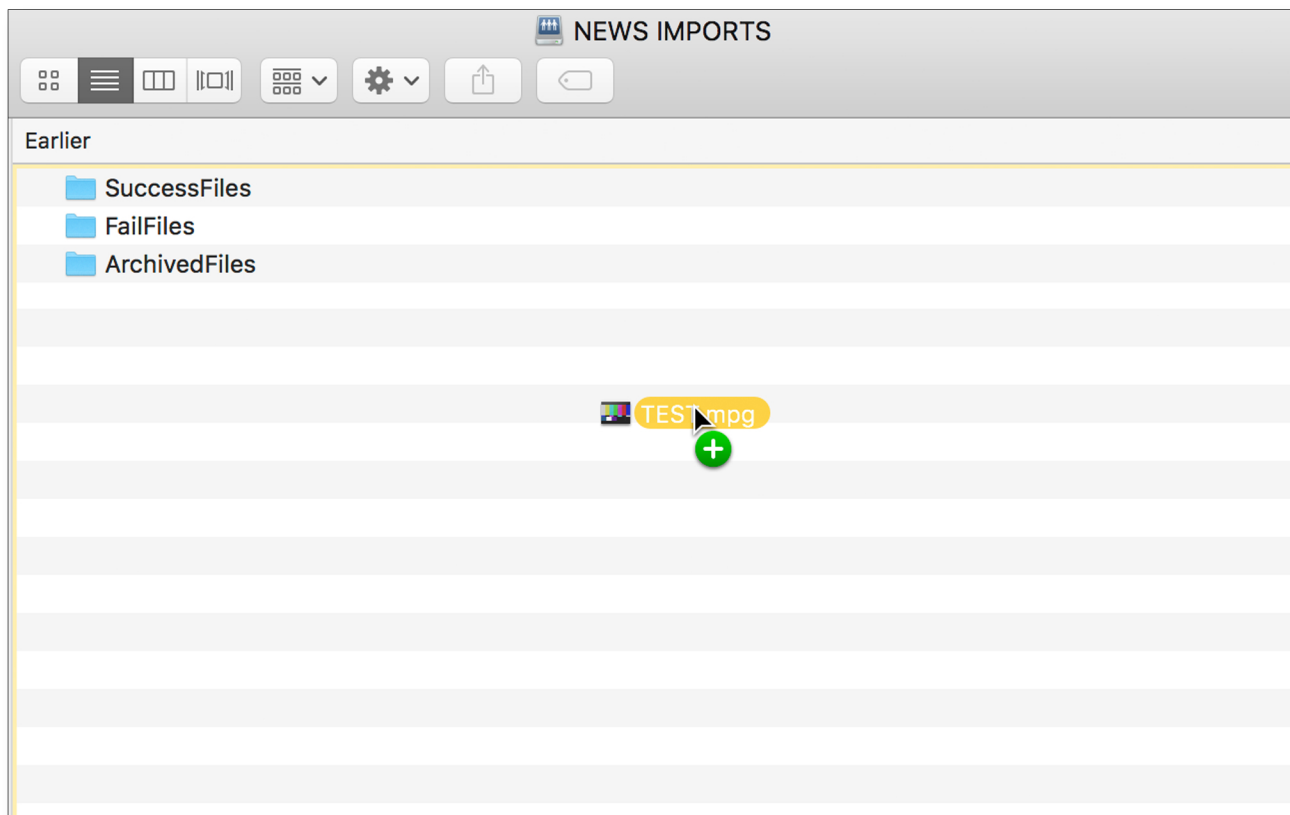 NEWS IMPORTS
Earlier
SuccessFiles
FailFiles
ArchivedFiles
TEST.mpg